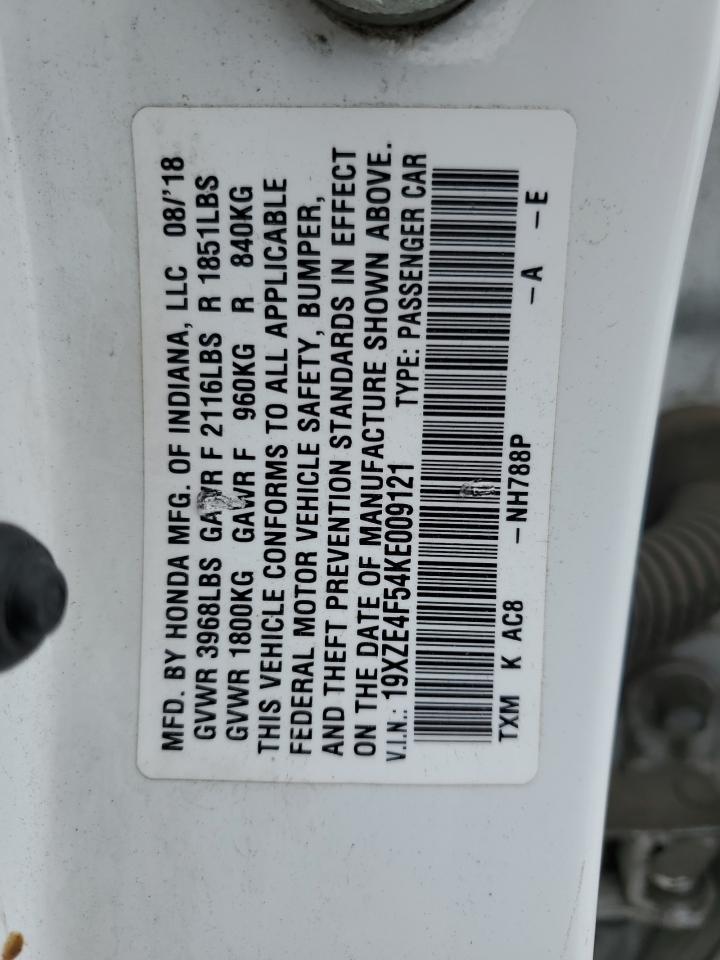 MFD. BY HONDA MFG. OF INDIANA, LLC 08/'18
GVWR 3968LBS GAWR F 2116LBS R 1851LBS
GVWR 1800KG GAWR F 960KG R 840KG
THIS VEHICLE CONFORMS TO ALL APPLICABLE
FEDERAL MOTOR VEHICLE SAFETY, BUMPER,
AND THEFT PREVENTION STANDARDS IN EFFECT
ON THE DATE OF MANUFACTURE SHOWN ABOVE.
V.I.N.: 19XZE4F54KE009121 TYPE: PASSENGER CAR
TXM K AC8 -NH788P -A -E